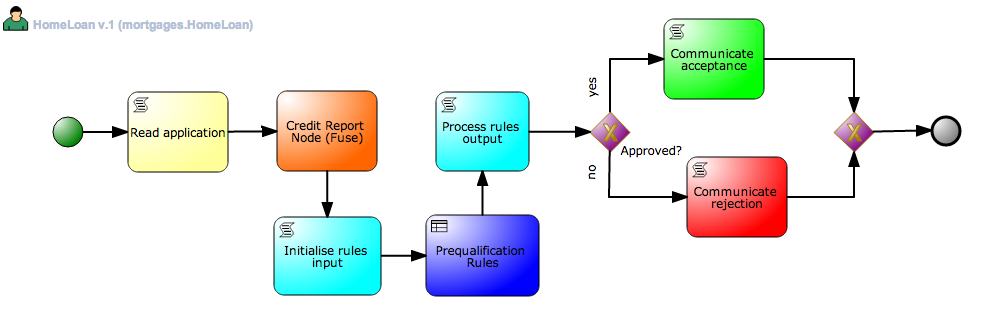 HomeLoan v.1 (mortgages.HomeLoan)
Read application
Credit Report
Node (Fuse)
Initialise rules
input
Prequalification
Rules
Process rules
output
Approved?
yes
Communicate
acceptance
no
Communicate
rejection